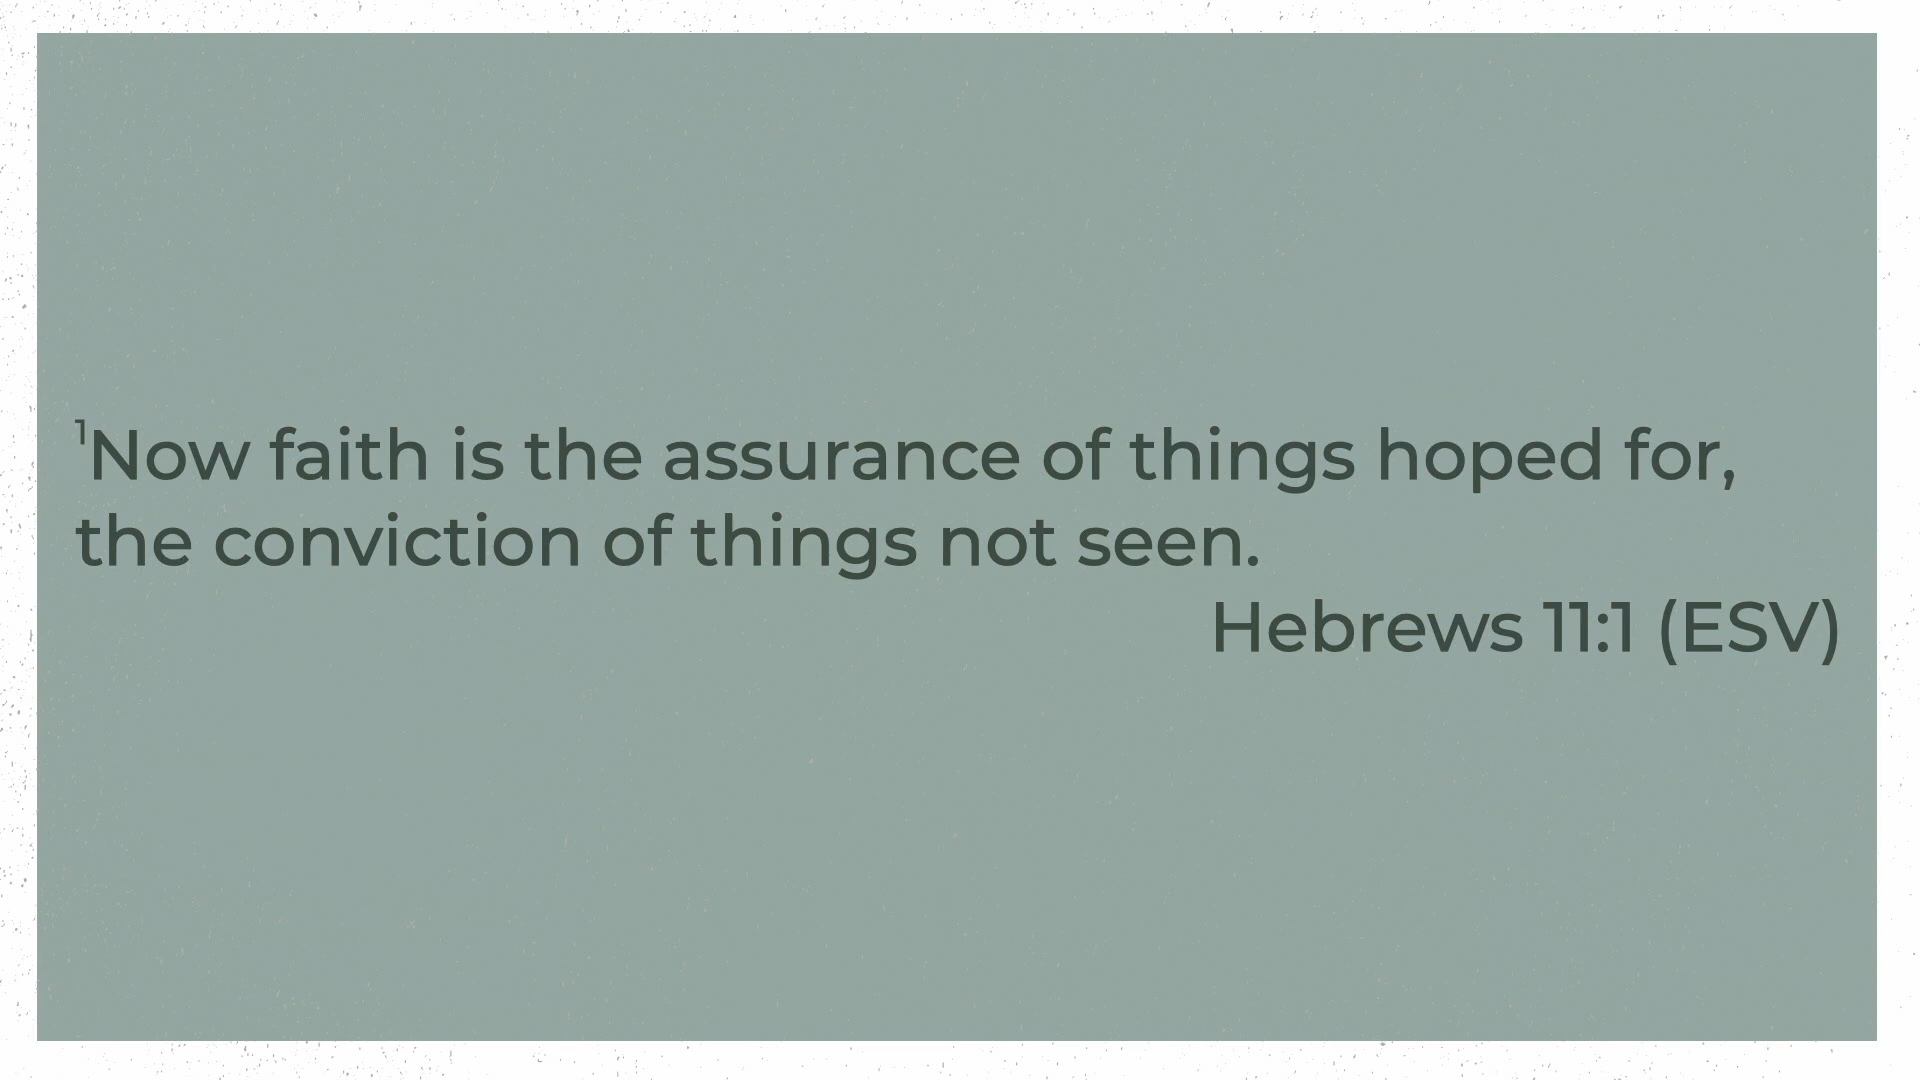 ¹Now faith is the assurance of things hoped for,
the conviction of things not seen.
Hebrews 11:1 (ESV)